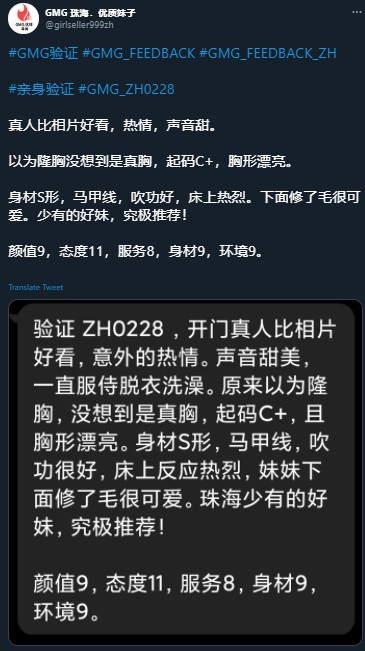 GMG 珠海．优质妹子
@girlseller999zh
#GMG验证 #GMG_FEEDBACK #GMG_FEEDBACK_ZH
#亲身验证 #GMG_ZH0228
真人比相片好看，热情，声音甜。
以为隆胸没想到是真胸，起码C+，胸形漂亮。
身材S形，马甲线，吹功好，床上热烈。下面修了毛很可
爱。少有的好妹，究极推荐！
颜值9，态度11，服务8，身材9，环境9。
Translate Tweet
验证 ZH0228 ，开门真人比相片
好看，意外的热情。声音甜美，
一直服侍脱衣洗澡。原来以为隆
胸，没想到是真胸，起码C+，且
胸形漂亮。身材S形，马甲线，吹
功很好，床上反应热烈，妹妹下
面修了毛很可爱。珠海少有的好
妹，究极推荐！
颜值9，态度11，服务8，身材9，
环境9。